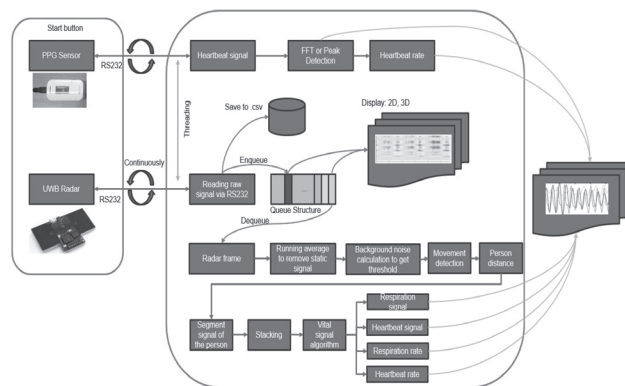 Start button
PPG Sensor
RS232
Heartbeat signal
FFT or Peak
Detection
Heartbeat rate
Threading
Save to .csv
Display: 2D, 3D
Continuously
Enqueue
UWB Radar
RS232
Reading raw
signal via RS232
...
Queue Structure
Dequeue
Radar frame
Running average
to remove static
signal
Background noise
calculation to get
threshold
Movement
detection
Person
distance
Segment
signal of
the person
Stacking
Vital
signal
algorithm
Respiration
signal
Heartbeat signal
Respiration rate
Heartbeat rate